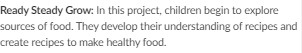 Ready Steady Grow: In this project, children begin to explore
sources of food. They develop their understanding of recipes and
create recipes to make healthy food.